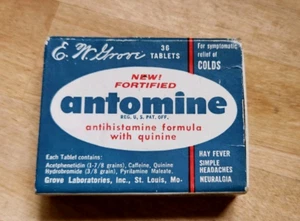 E. W. Grove
36
TABLETS
For symptomatic
relief of
COLDS
NEW!
FORTIFIED
antomine
REG. U. S. PAT. OFF.
antihistamine formula
with quinine
HAY FEVER
SIMPLE
HEADACHES
NEURALGIA
Each Tablet contains:
Acetphenetidin (1-7/8 grains), Caffeine, Quinine
Hydrobromide (3/8 grain), Pyrilamine Maleate.
Grove Laboratories, Inc., St. Louis, Mo.